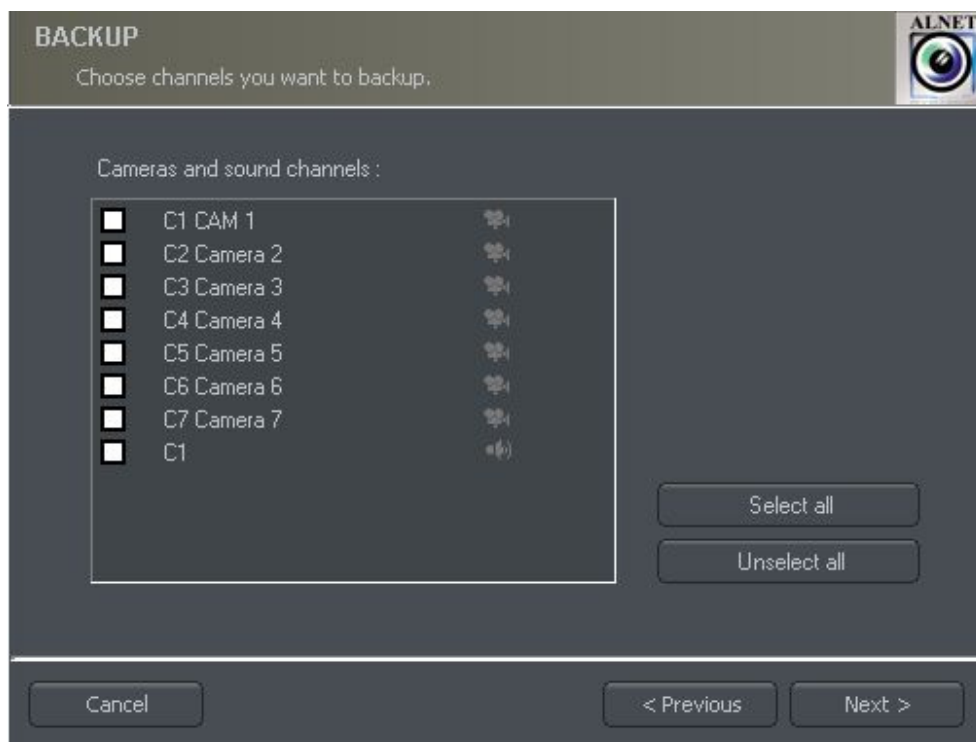 BACKUP
ALNET
Choose channels you want to backup.
Cameras and sound channels :
C1 CAM 1
C2 Camera 2
C3 Camera 3
C4 Camera 4
C5 Camera 5
C6 Camera 6
C7 Camera 7
C1
Select all
Unselect all
Cancel
< Previous
Next >